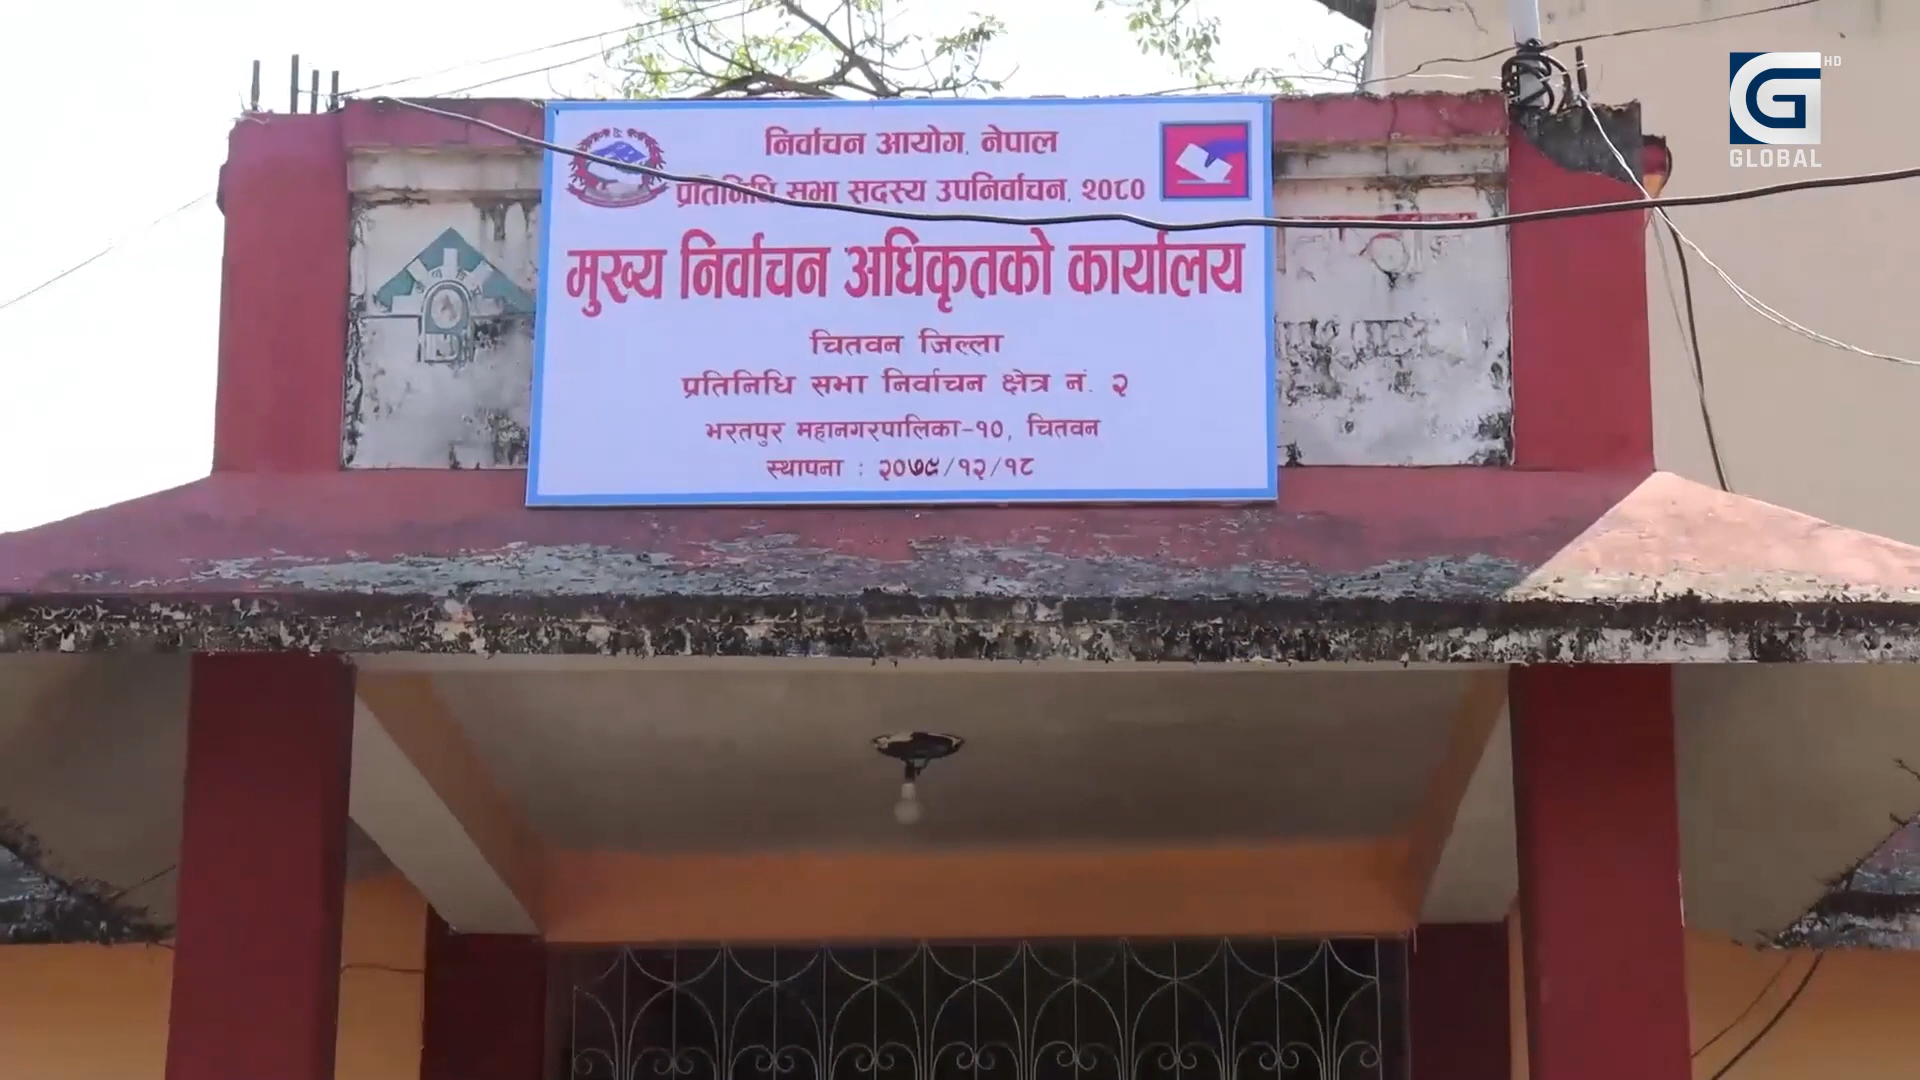 HD
G
GLOBAL
निर्वाचन आयोग, नेपाल
प्रतिनिधि सभा सदस्य उपनिर्वाचन, २०८०
मुख्य निर्वाचन अधिकृतको कार्यालय
चितवन जिल्ला
प्रतिनिधि सभा निर्वाचन क्षेत्र नं. २
भरतपुर महानगरपालिका-१०, चितवन
स्थापना : २०७९/१२/१८